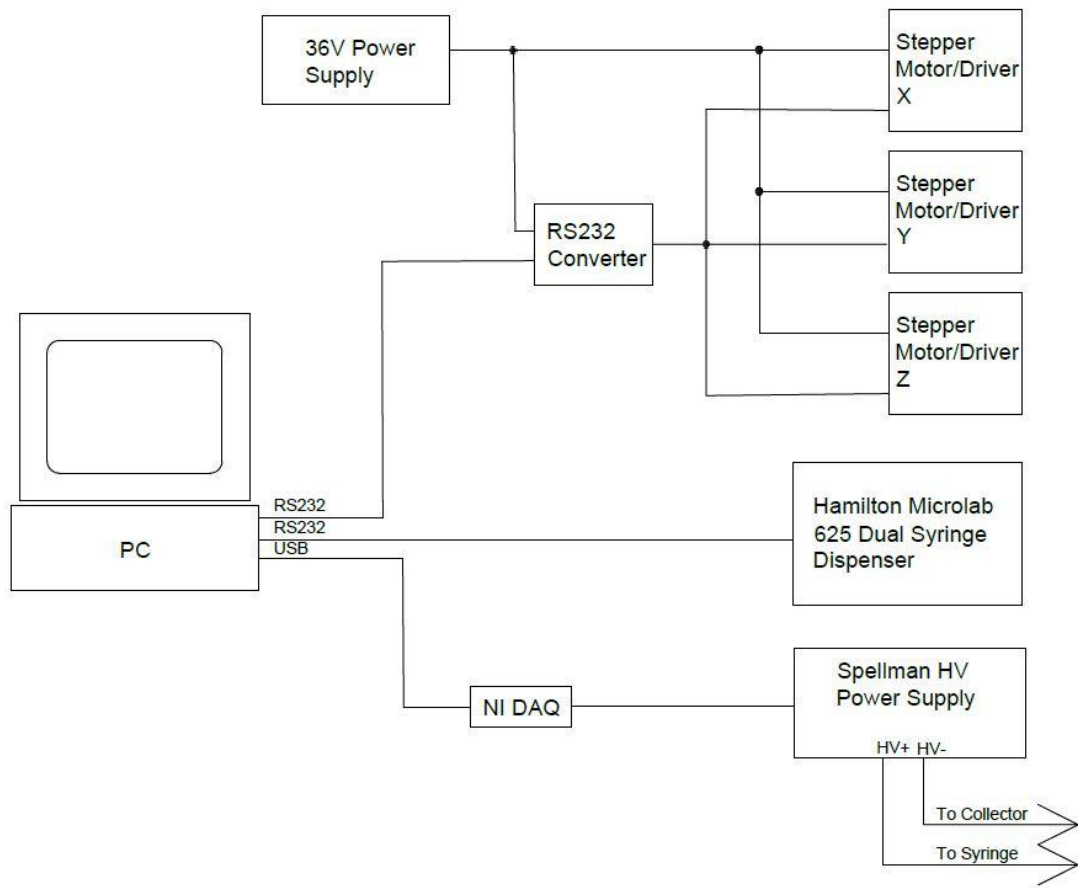 36V Power
Supply
Stepper
Motor/Driver
X
Stepper
Motor/Driver
Y
RS232
Converter
Stepper
Motor/Driver
Z
RS232
RS232
USB
PC
Hamilton Microlab
625 Dual Syringe
Dispenser
NI DAQ
Spellman HV
Power Supply
HV+ HV-
To Collector
To Syringe